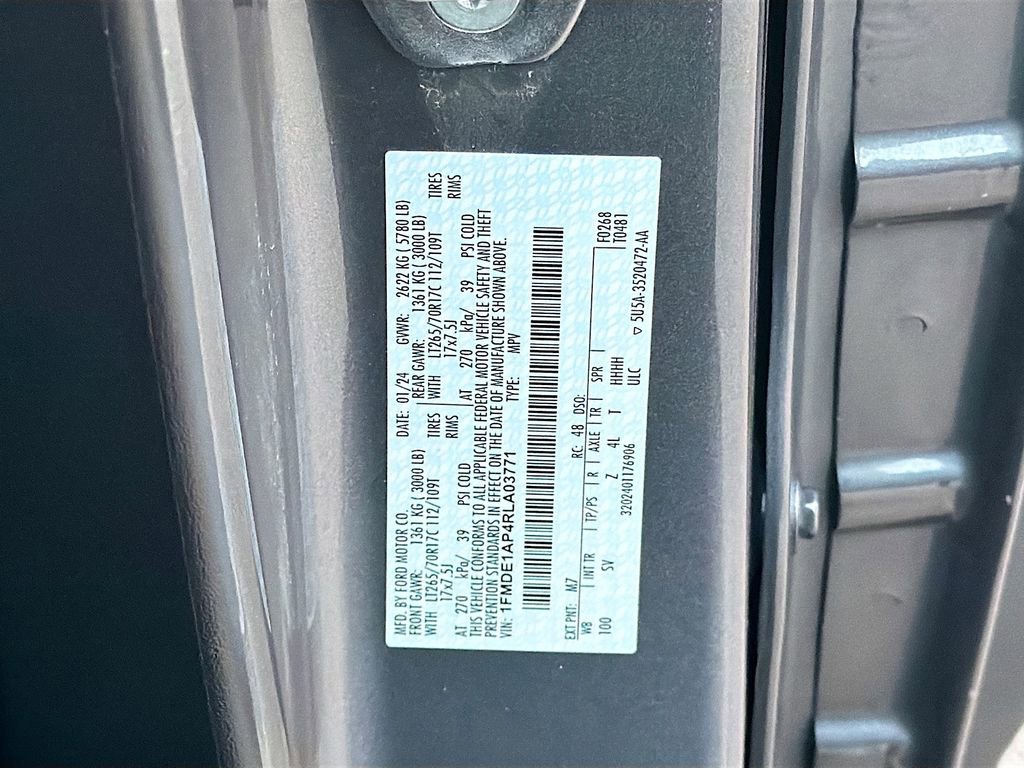 MFD. BY FORD MOTOR CO.
DATE: 01/24 GVWR: 2622 KG ( 5780 LB)
FRONT GAWR: 1361 KG ( 3000 LB) REAR GAWR: 1361 KG ( 3000 LB)
WITH LT265/70R17C 112/109T TIRES WITH LT265/70R17C 112/109T TIRES
17x7.5J RIMS 17x7.5J RIMS
AT 270 kPa/ 39 PSI COLD AT 270 kPa/ 39 PSI COLD
THIS VEHICLE CONFORMS TO ALL APPLICABLE FEDERAL MOTOR VEHICLE SAFETY AND THEFT
PREVENTION STANDARDS IN EFFECT ON THE DATE OF MANUFACTURE SHOWN ABOVE.
VIN: 1FMDE1AP4RLA03771 TYPE: MPV
EXT PNT: M7 RC: 48 DSO: F0268
WB INT TR TP/PS R AXLE TR SPR T0481
100 SV Z 4L T HHHH
3202401176906 ULC ▽ 5U5A-3S20472-AA